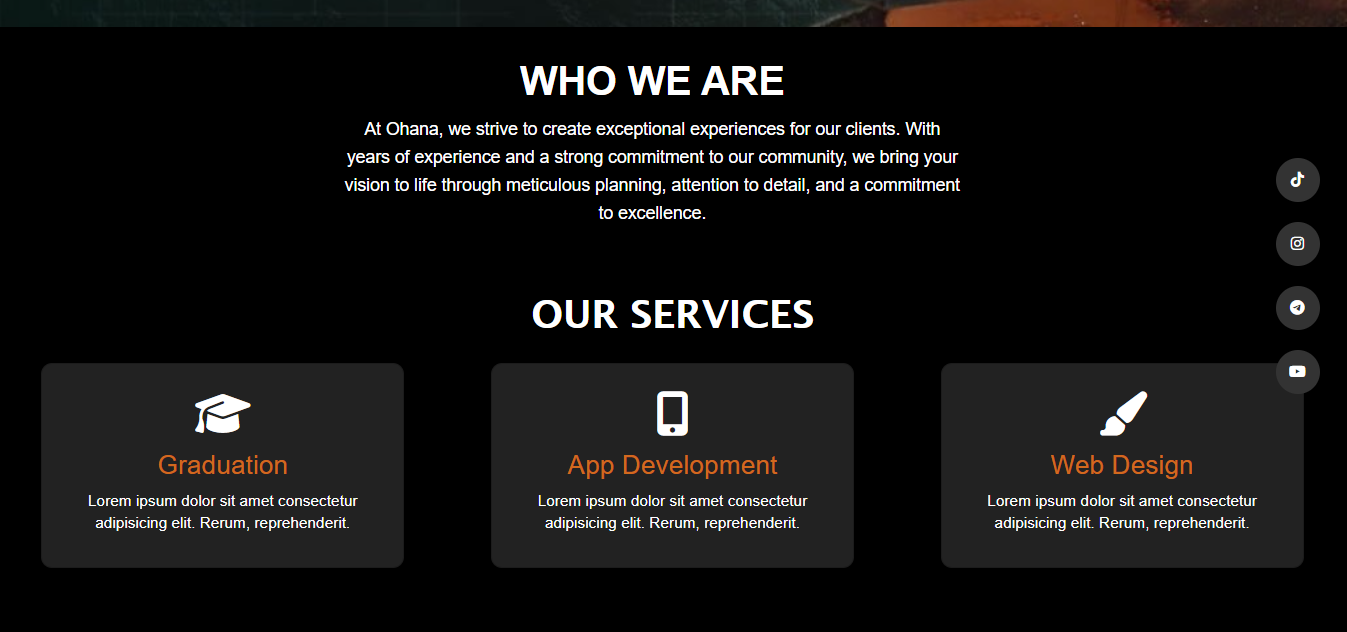 WHO WE ARE
At Ohana, we strive to create exceptional experiences for our clients. With
years of experience and a strong commitment to our community, we bring your
vision to life through meticulous planning, attention to detail, and a commitment
to excellence.
OUR SERVICES
Graduation
Lorem ipsum dolor sit amet consectetur
adipisicing elit. Rerum, reprehenderit.
App Development
Lorem ipsum dolor sit amet consectetur
adipisicing elit. Rerum, reprehenderit.
Web Design
Lorem ipsum dolor sit amet consectetur
adipisicing elit. Rerum, reprehenderit.